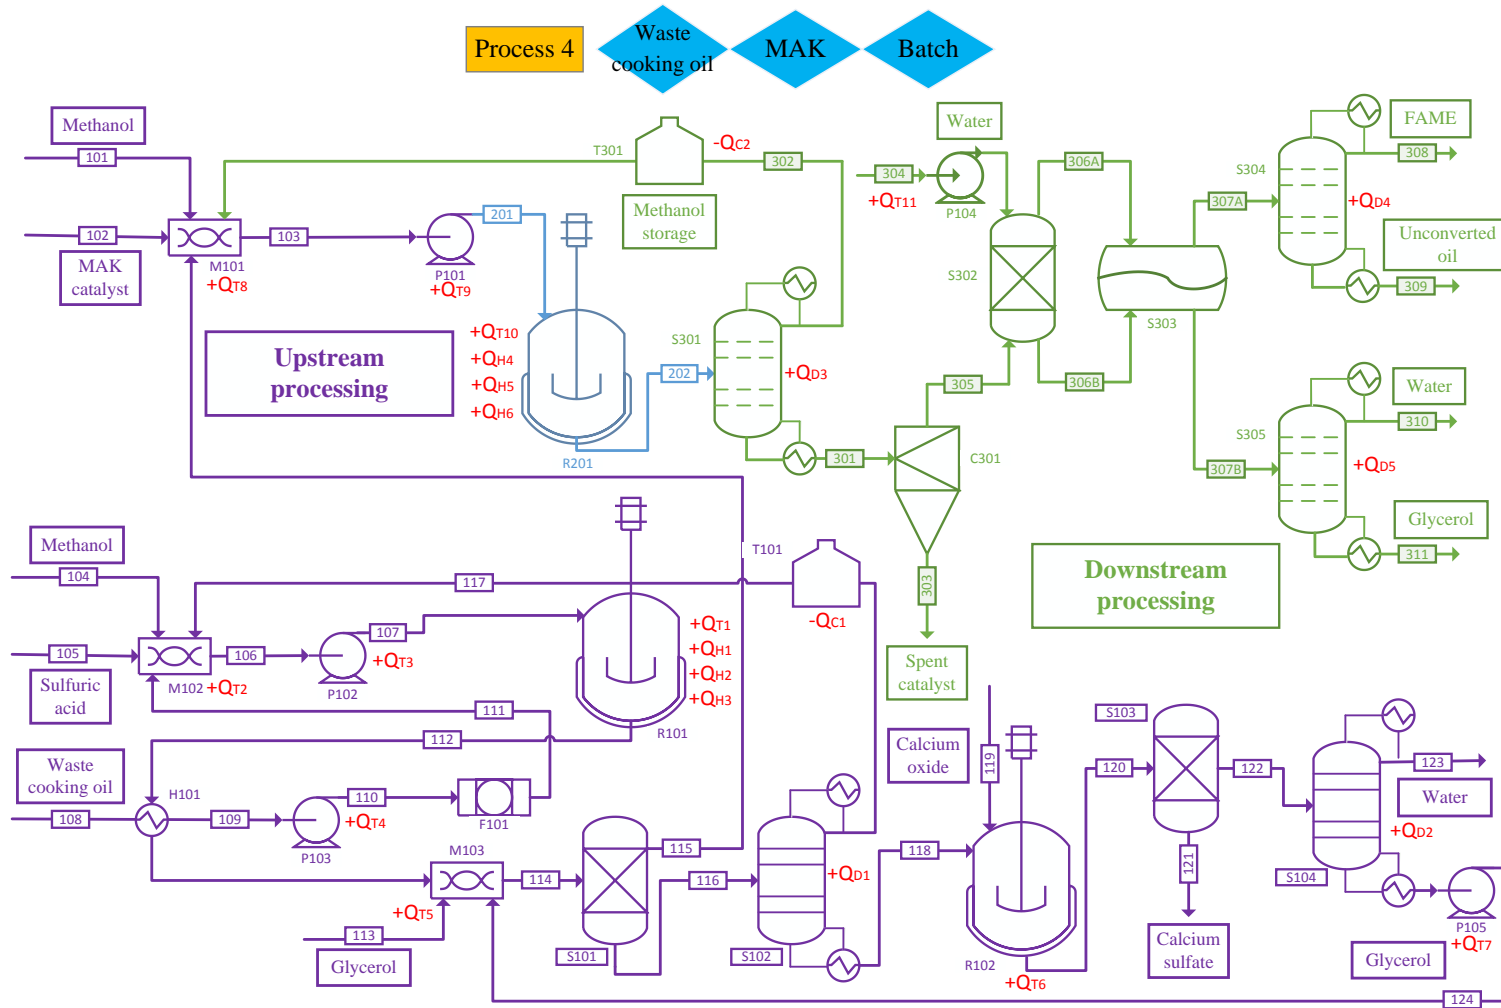 Process 4
Waste
cooking oil
MAK
Batch
Methanol
101
102
MAK
catalyst
M101
+QT8
103
P101
+QT9
201
T301
-QC2
302
Methanol
storage
Water
304
+QT11
P104
306A
S302
306B
S303
307A
307B
S304
+QD4
FAME
308
Unconverted
oil
309
Upstream
processing
+QT10
+QH4
+QH5
+QH6
R201
202
S301
+QD3
301
305
C301
303
Spent
catalyst
S305
+QD5
Water
310
Glycerol
311
Downstream
processing
Methanol
104
105
Sulfuric
acid
M102
+QT2
106
P102
107
+QT3
117
T101
-QC1
+QT1
+QH1
+QH2
+QH3
R101
111
112
Waste
cooking oil
108
H101
109
P103
110
+QT4
F101
M103
+QT5
113
Glycerol
114
S101
115
116
S102
+QD1
118
Calcium
oxide
119
R102
+QT6
120
S103
121
Calcium
sulfate
122
S104
+QD2
123
Water
P105
+QT7
Glycerol
124